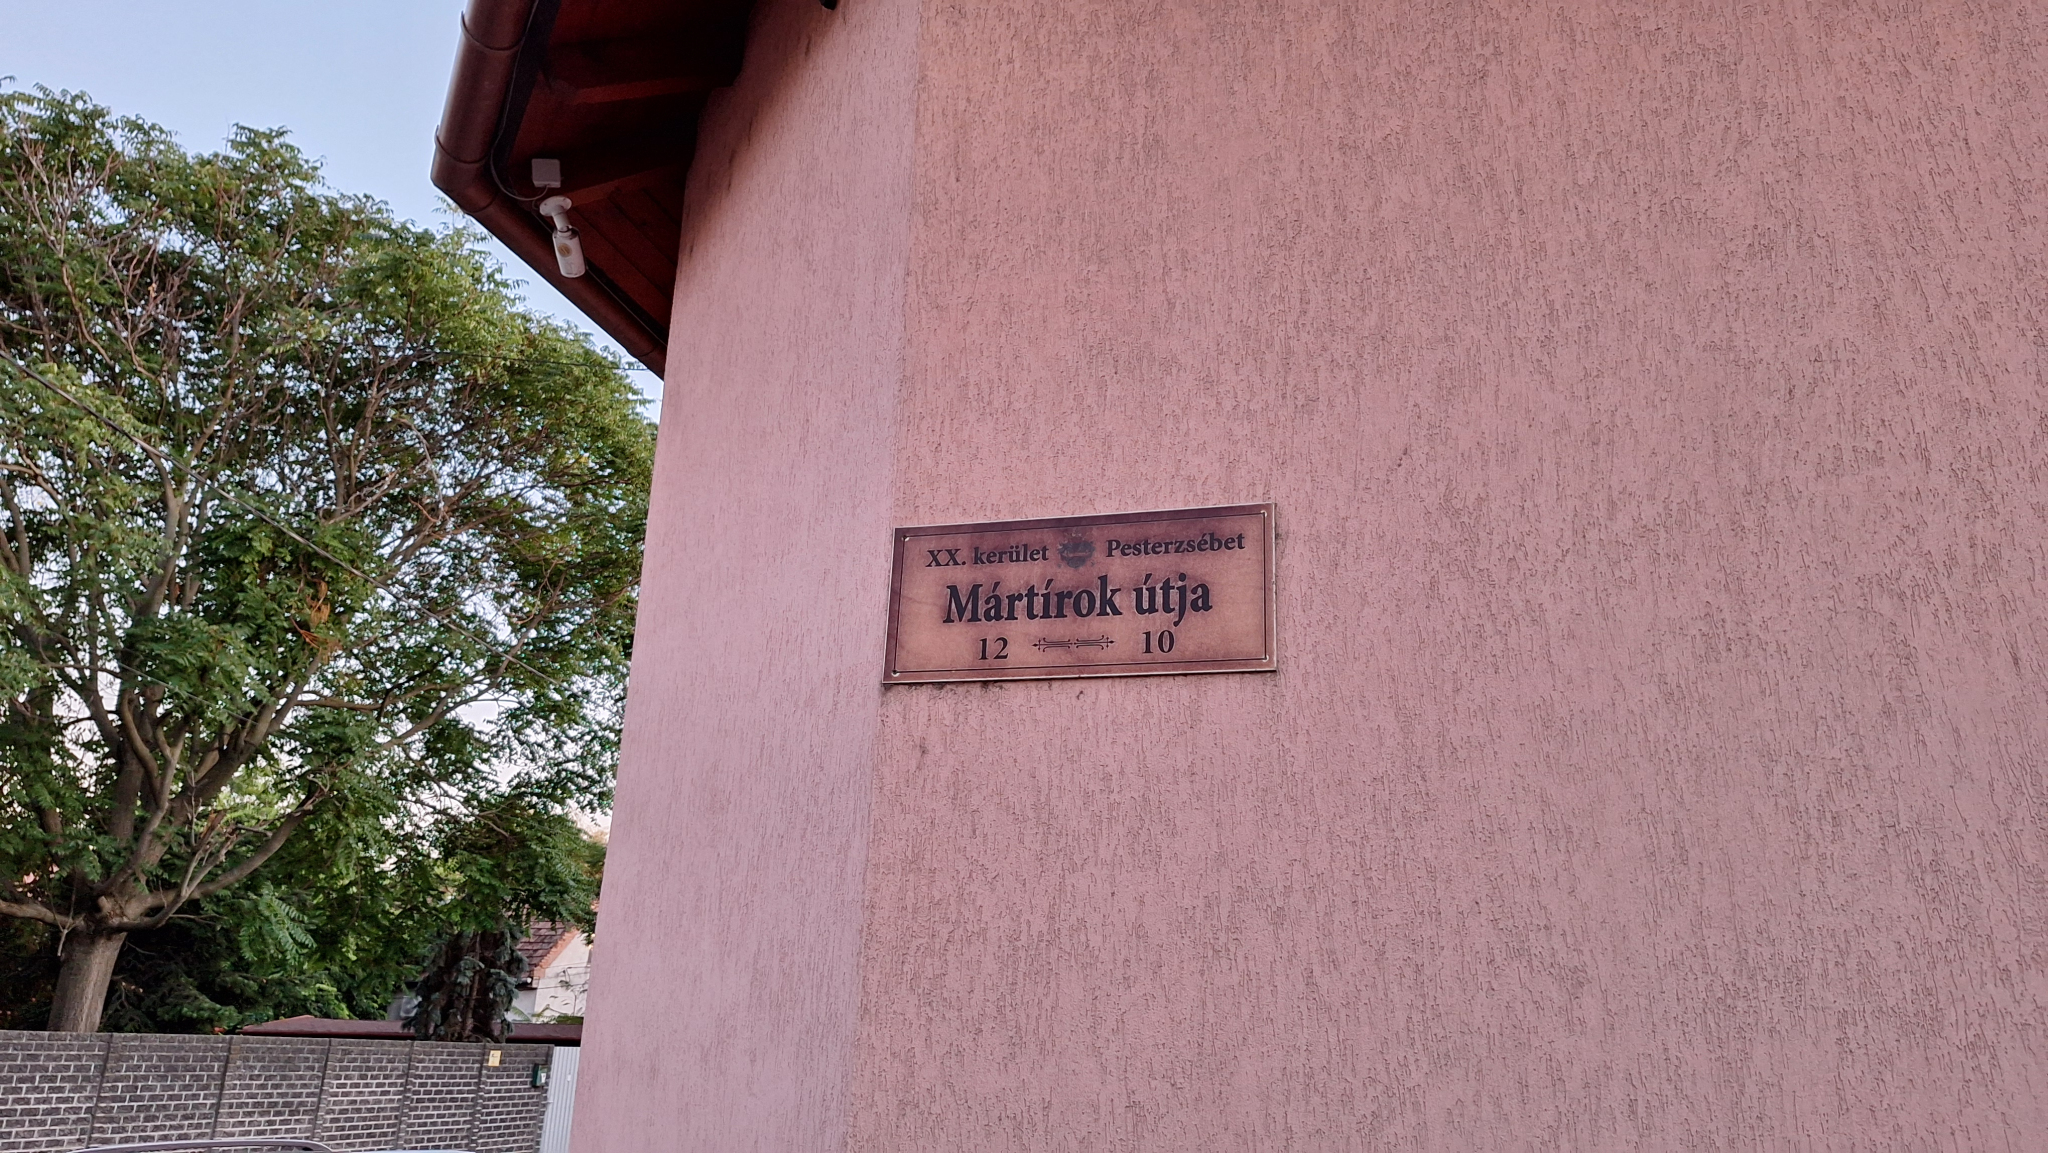 XX. kerület Pesterzsébet
Mártírok útja
12 10